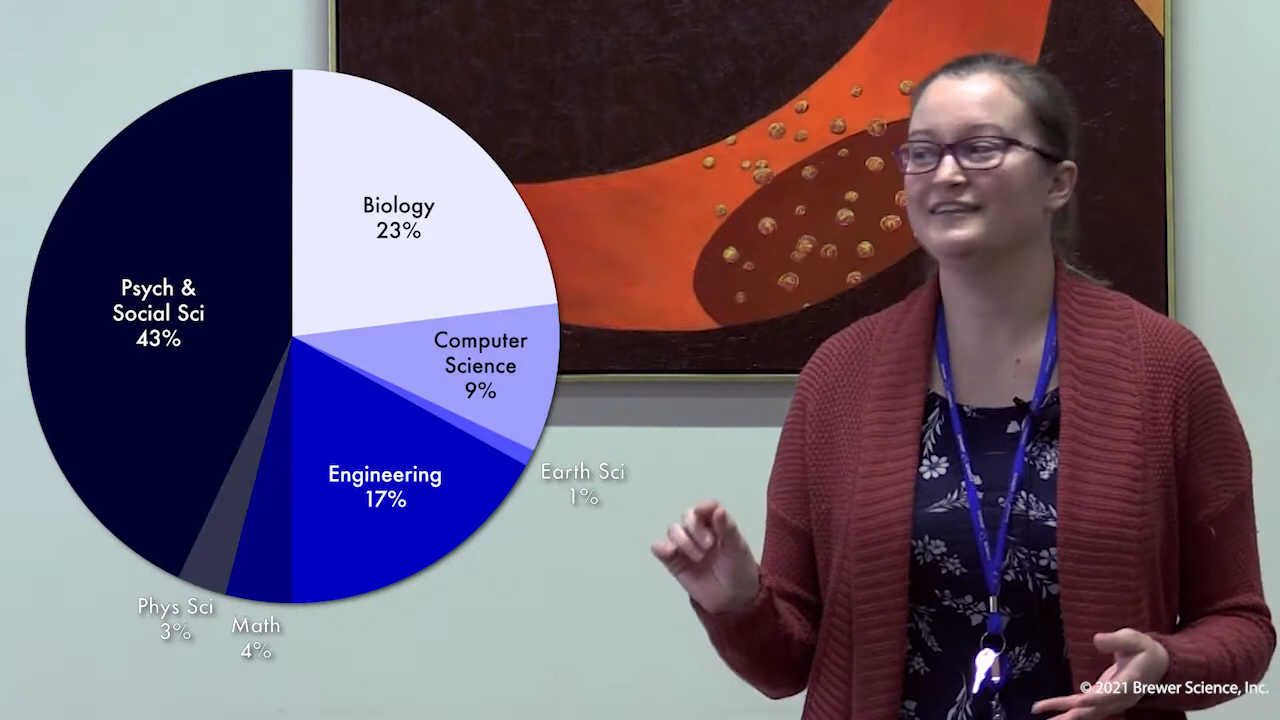 Biology
23%
Psych &
Social Sci
43%
Computer
Science
9%
Engineering
17%
Earth Sci
1%
Phys Sci
3%
Math
4%
© 2021 Brewer Science, Inc.